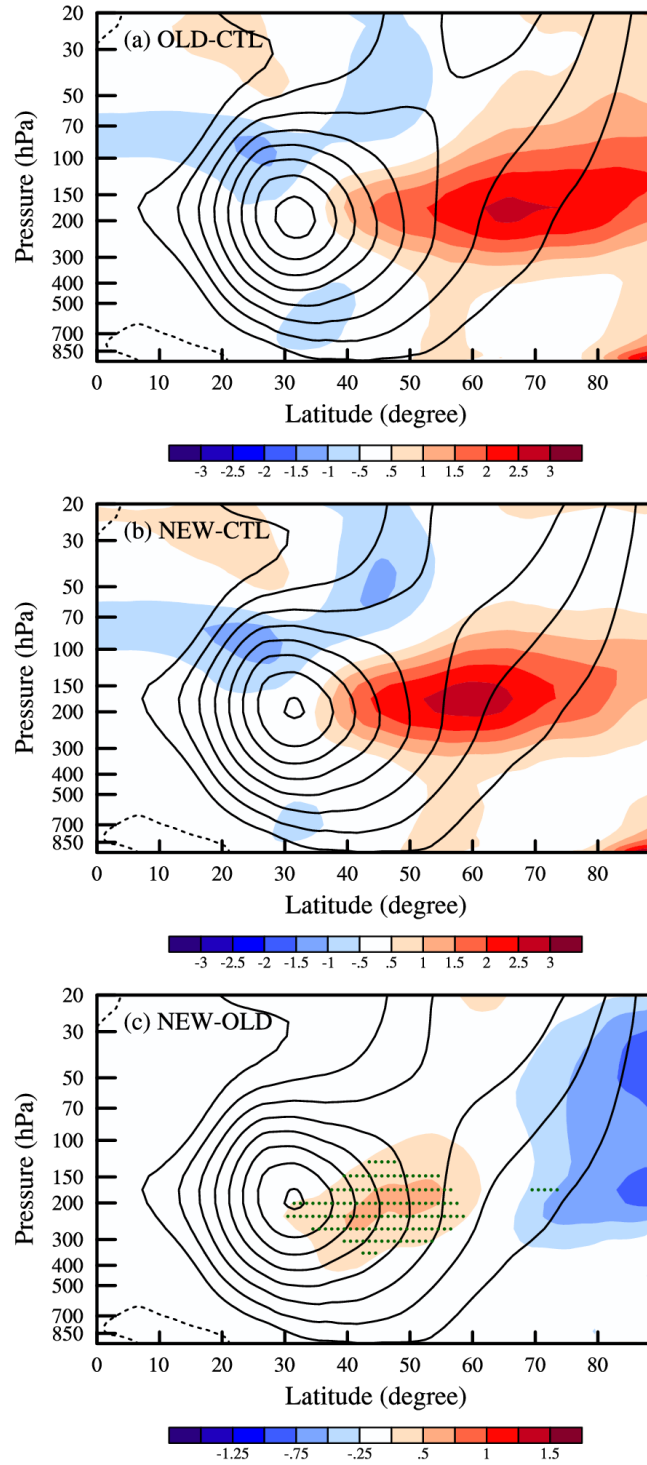 (a) OLD-CTL
Pressure (hPa)
20
30
50
70
100
150
200
300
400
500
700
850
0 10 20 30 40 50 60 70 80
Latitude (degree)
-3 -2.5 -2 -1.5 -1 -.5 .5 1 1.5 2 2.5 3
(b) NEW-CTL
Pressure (hPa)
20
30
50
70
100
150
200
300
400
500
700
850
0 10 20 30 40 50 60 70 80
Latitude (degree)
-3 -2.5 -2 -1.5 -1 -.5 .5 1 1.5 2 2.5 3
(c) NEW-OLD
Pressure (hPa)
20
30
50
70
100
150
200
300
400
500
700
850
0 10 20 30 40 50 60 70 80
Latitude (degree)
-1.25 -.75 -.25 .5 1 1.5